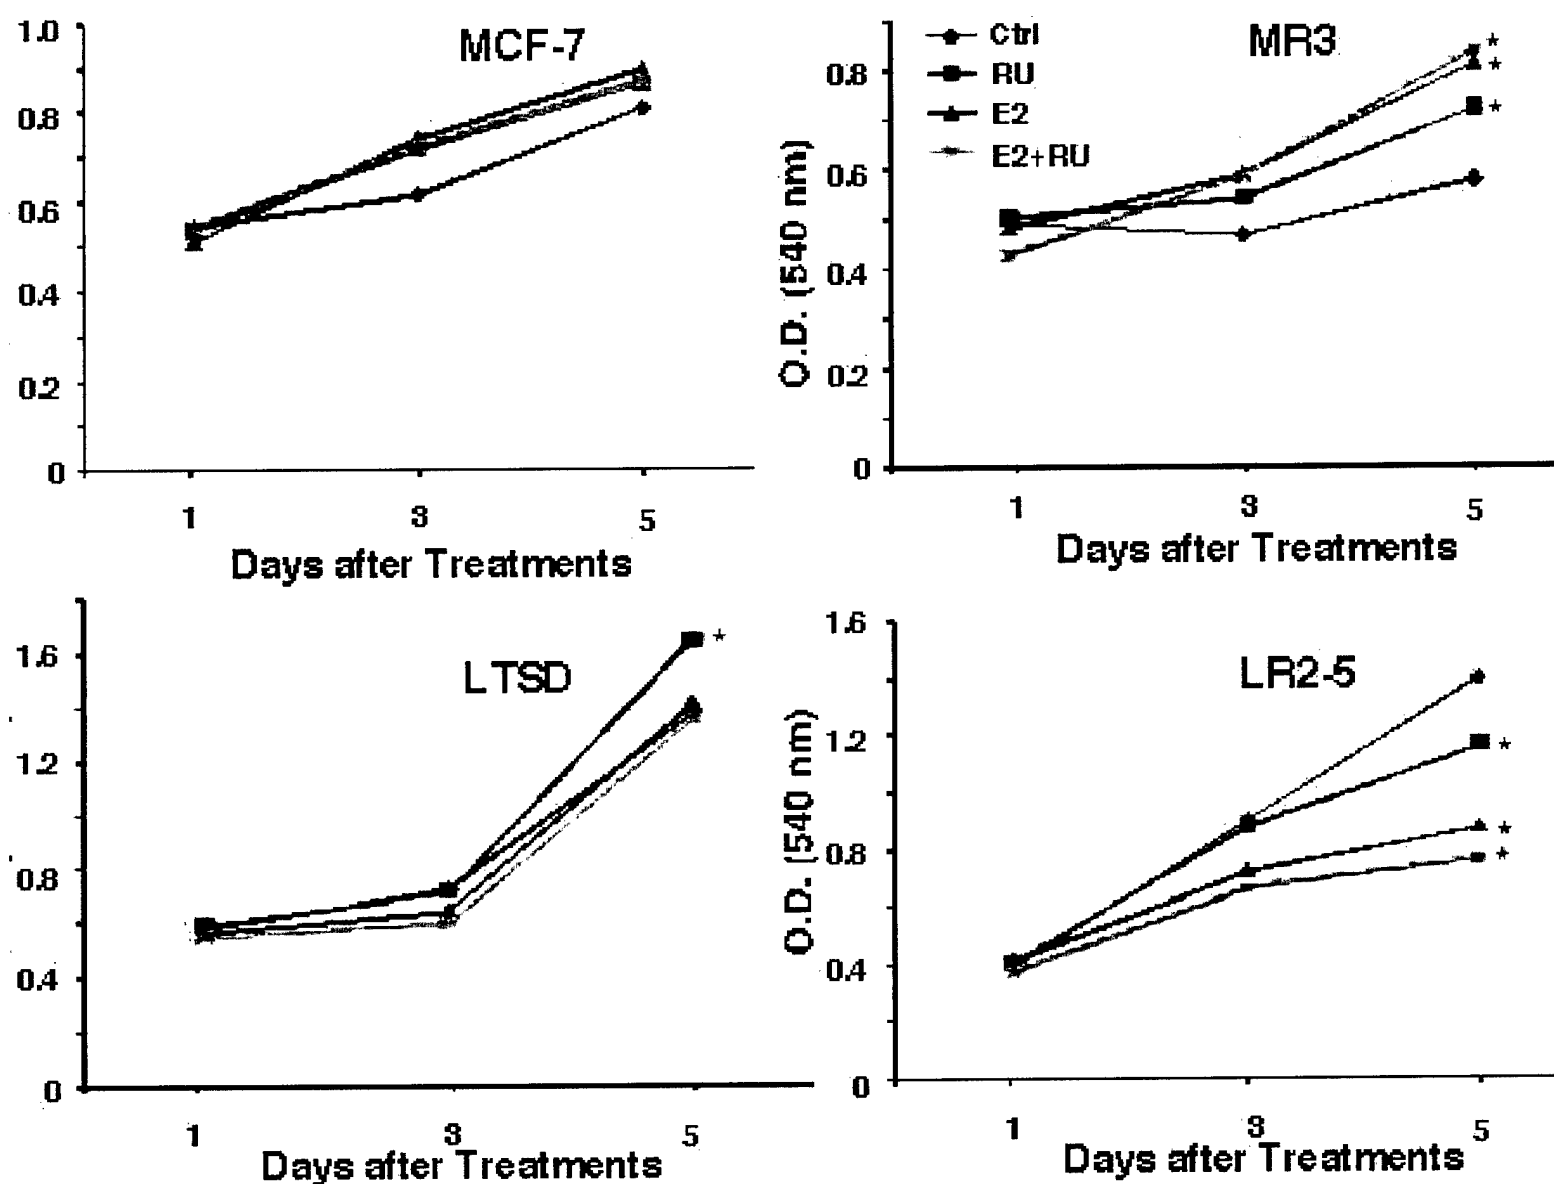 MCF-7
1.0
0.8
0.6
0.4
0.2
0
1 3 5
Days after Treatments
MR3
Ctrl
RU
E2
E2+RU
O.D. (540 nm)
0.8
0.6
0.4
0.2
0
* 
*
*
1 3 5
Days after Treatments
LTSD
1.6
1.2
0.8
0.4
0
*
1 3 5
Days after Treatments
LR2-5
O.D. (540 nm)
1.6
1.2
0.8
0.4
0
*
*
*
1 3 5
Days after Treatments